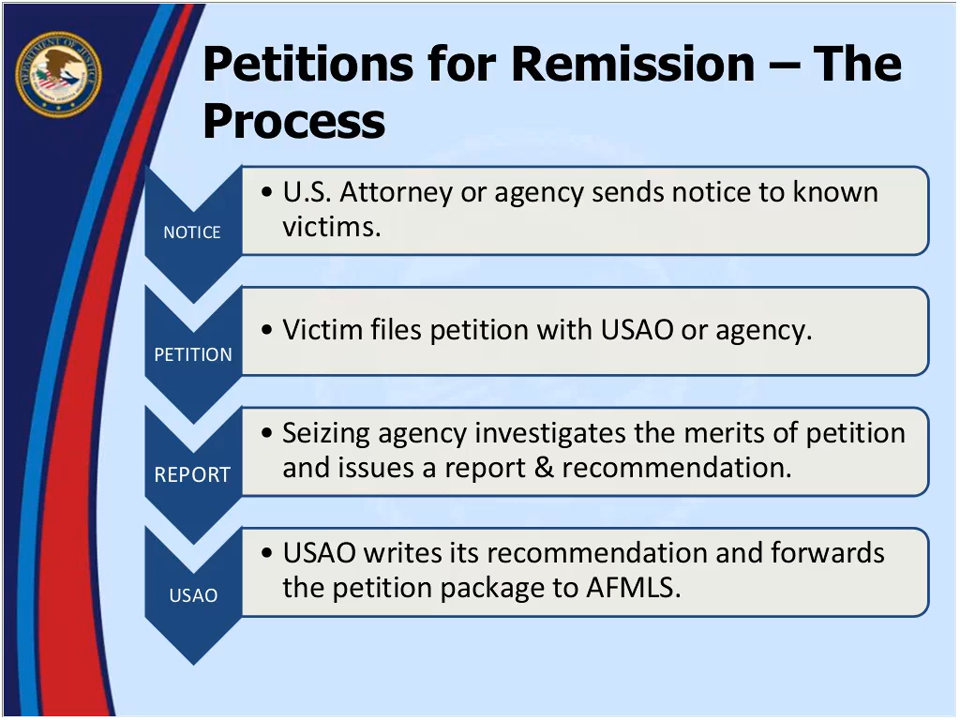 Petitions for Remission – The
Process
NOTICE
• U.S. Attorney or agency sends notice to known
victims.
PETITION
• Victim files petition with USAO or agency.
REPORT
• Seizing agency investigates the merits of petition
and issues a report & recommendation.
USAO
• USAO writes its recommendation and forwards
the petition package to AFMLS.